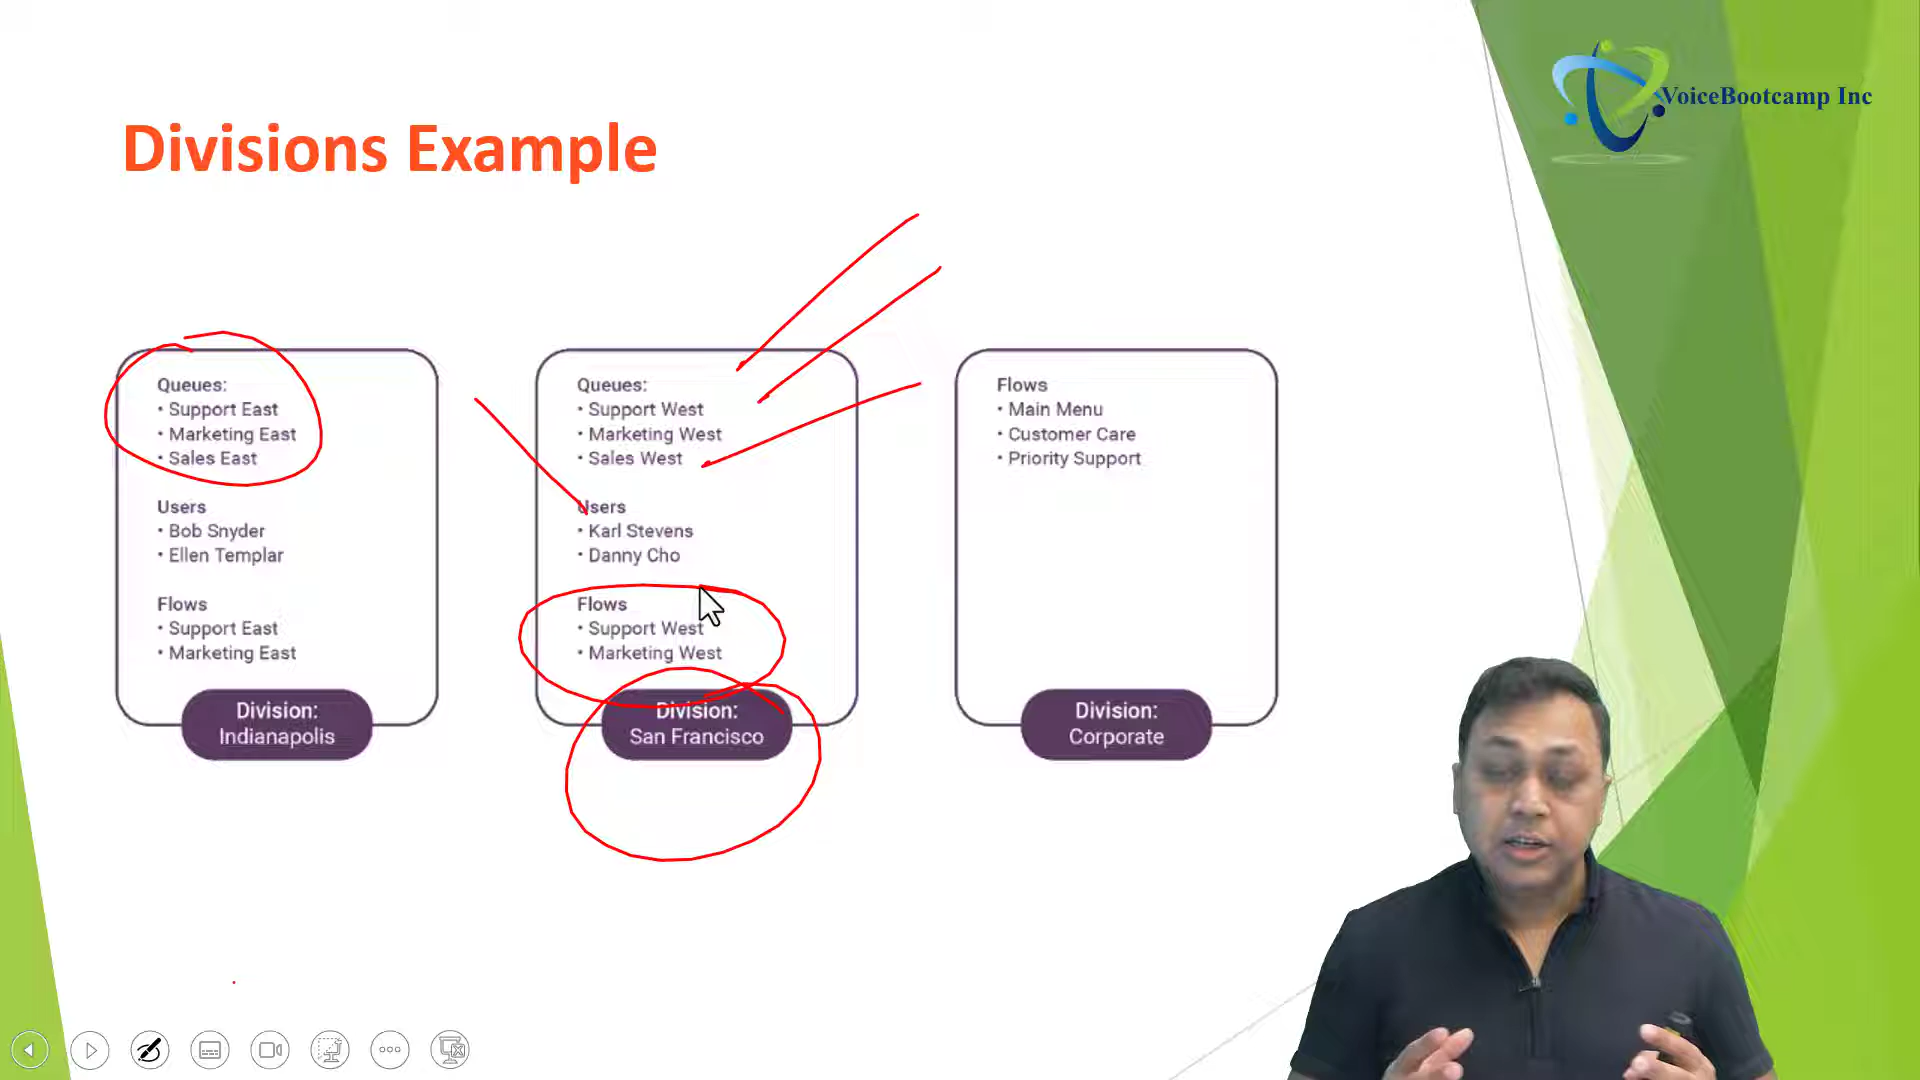 VoiceBootcamp Inc
Divisions Example
Queues:
• Support East
• Marketing East
• Sales East
Users
• Bob Snyder
• Ellen Templar
Flows
• Support East
• Marketing East
Division:
Indianapolis
Queues:
• Support West
• Marketing West
• Sales West
Users
• Karl Stevens
• Danny Cho
Flows
• Support West
• Marketing West
Division:
San Francisco
Flows
• Main Menu
• Customer Care
• Priority Support
Division:
Corporate